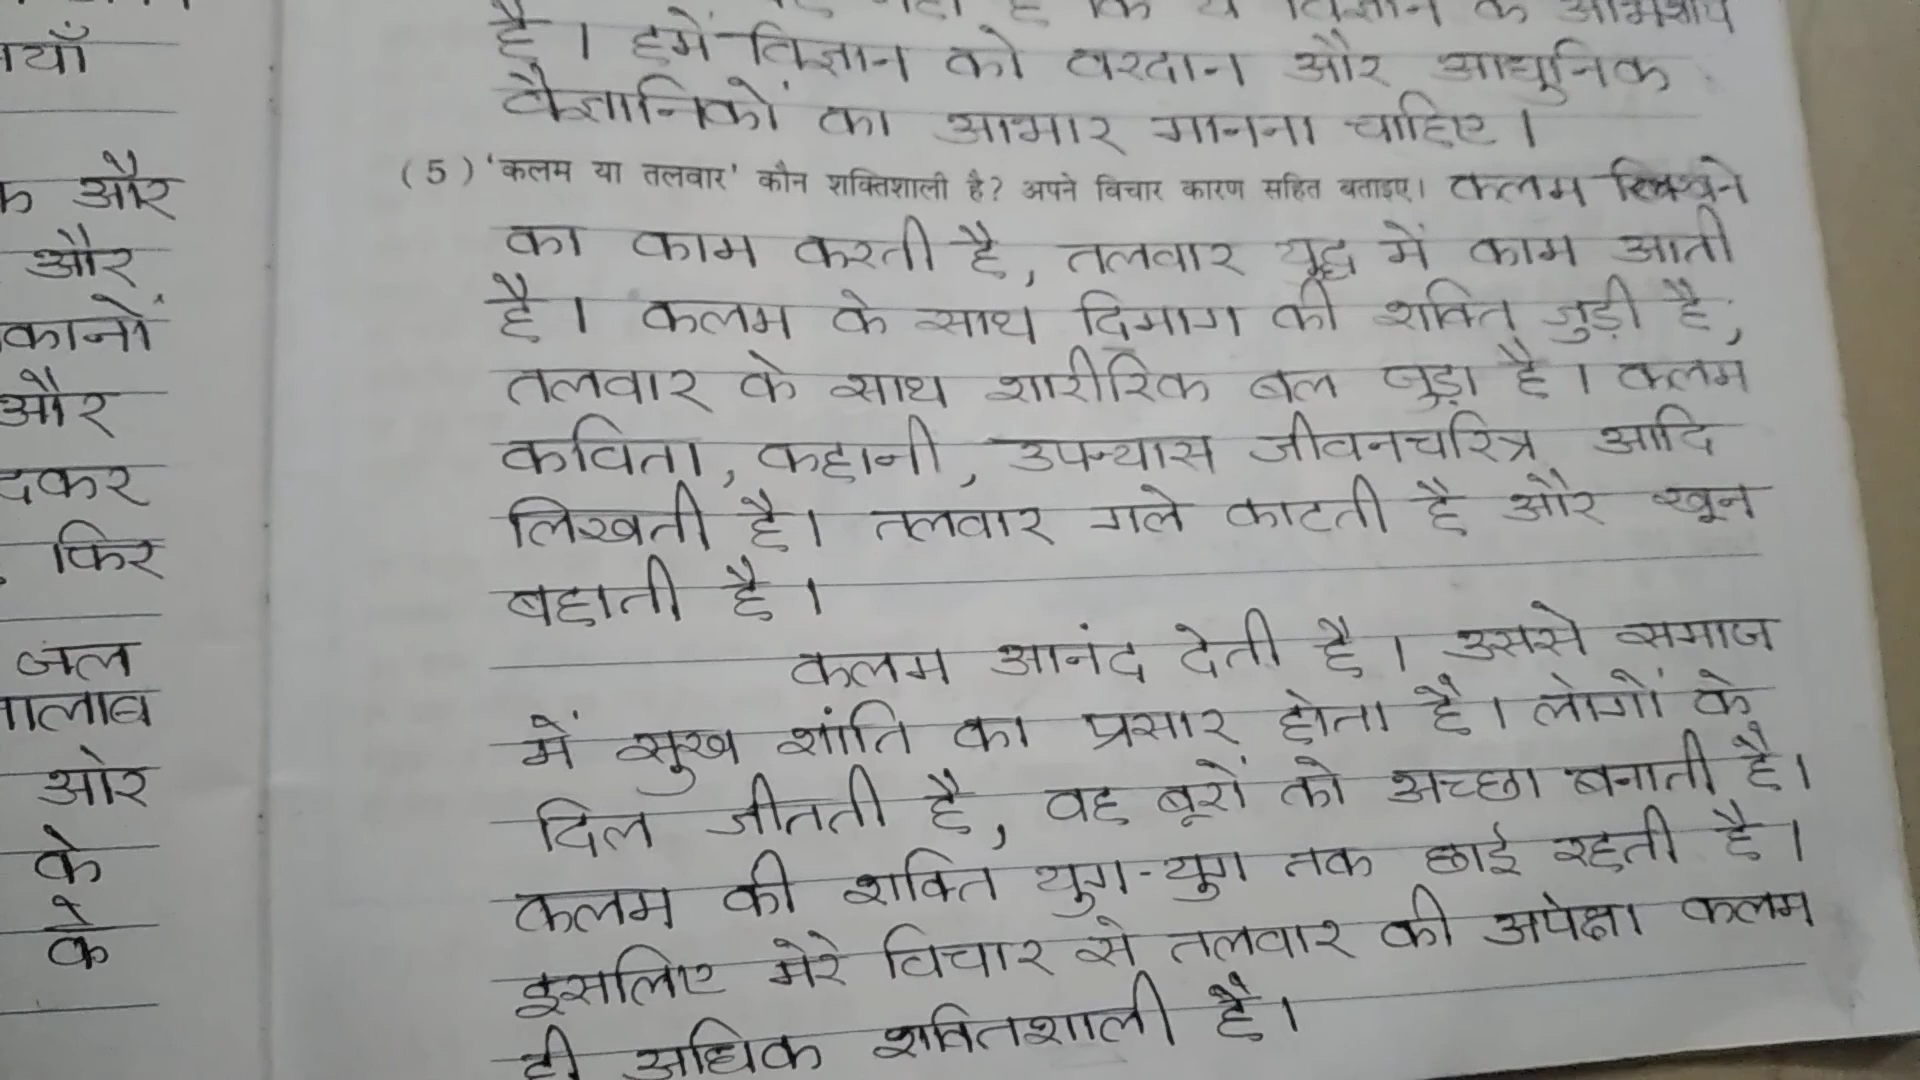 याँ
क और
और
कानों
और
दकर
फिर
जल
तालाब
ओर
के
के
है। हमें विज्ञान को वरदान और आधुनिक
वैज्ञानिकों का आभार मानना चाहिए।
(5) 'कलम या तलवार' कौन शक्तिशाली है? अपने विचार कारण सहित बताइए। कलम लिखने
का काम करती है, तलवार युद्ध में काम आती
है। कलम के साथ दिमाग की शक्ति जुड़ी है,
तलवार के साथ शारीरिक बल जुड़ा है। कलम
कविता, कहानी, उपन्यास जीवनचरित्र आदि
लिखती है। तलवार गले काटती है और खून
बहाती है।
कलम आनंद देती है। उससे समाज
में सुख शांति का प्रसार होता है। लोगों के
दिल जीतती है, वह बूरों को अच्छा बनाती है।
कलम की शक्ति युग-युग तक छाई रहती है।
इसलिए मेरे विचार से तलवार की अपेक्षा कलम
ही अधिक शक्तिशाली है।